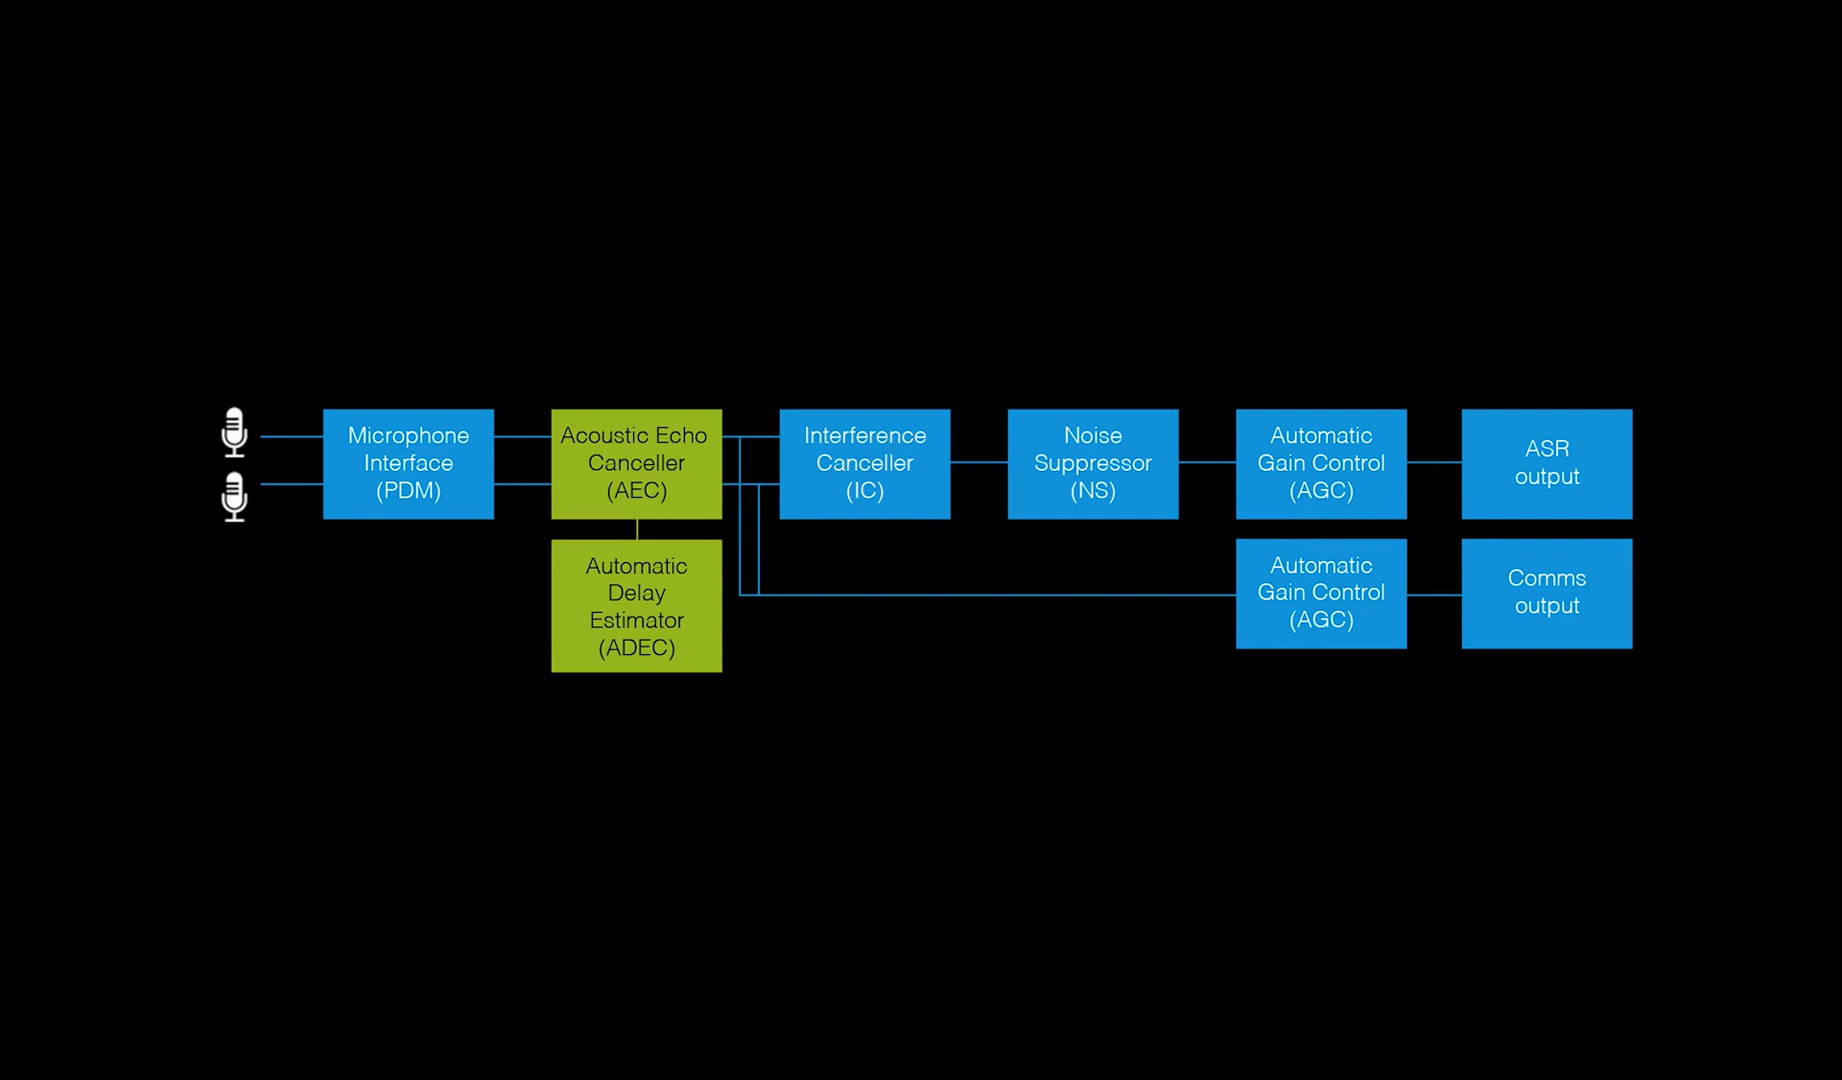 Microphone
Interface
(PDM)
Acoustic Echo
Canceller
(AEC)
Interference
Canceller
(IC)
Noise
Suppressor
(NS)
Automatic
Gain Control
(AGC)
ASR
output
Automatic
Delay
Estimator
(ADEC)
Automatic
Gain Control
(AGC)
Comms
output